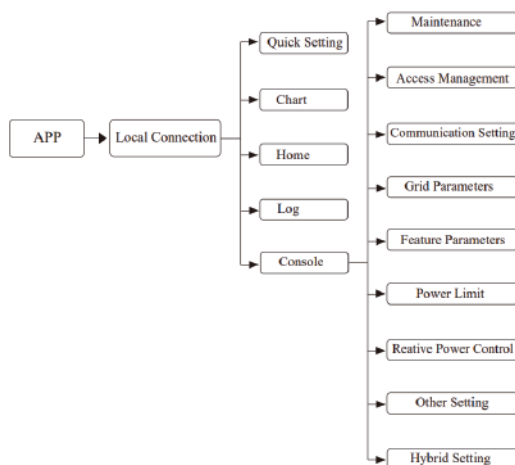 APP
Local Connection
Quick Setting
Chart
Home
Log
Console
Maintenance
Access Management
Communication Setting
Grid Parameters
Feature Parameters
Power Limit
Reative Power Control
Other Setting
Hybrid Setting